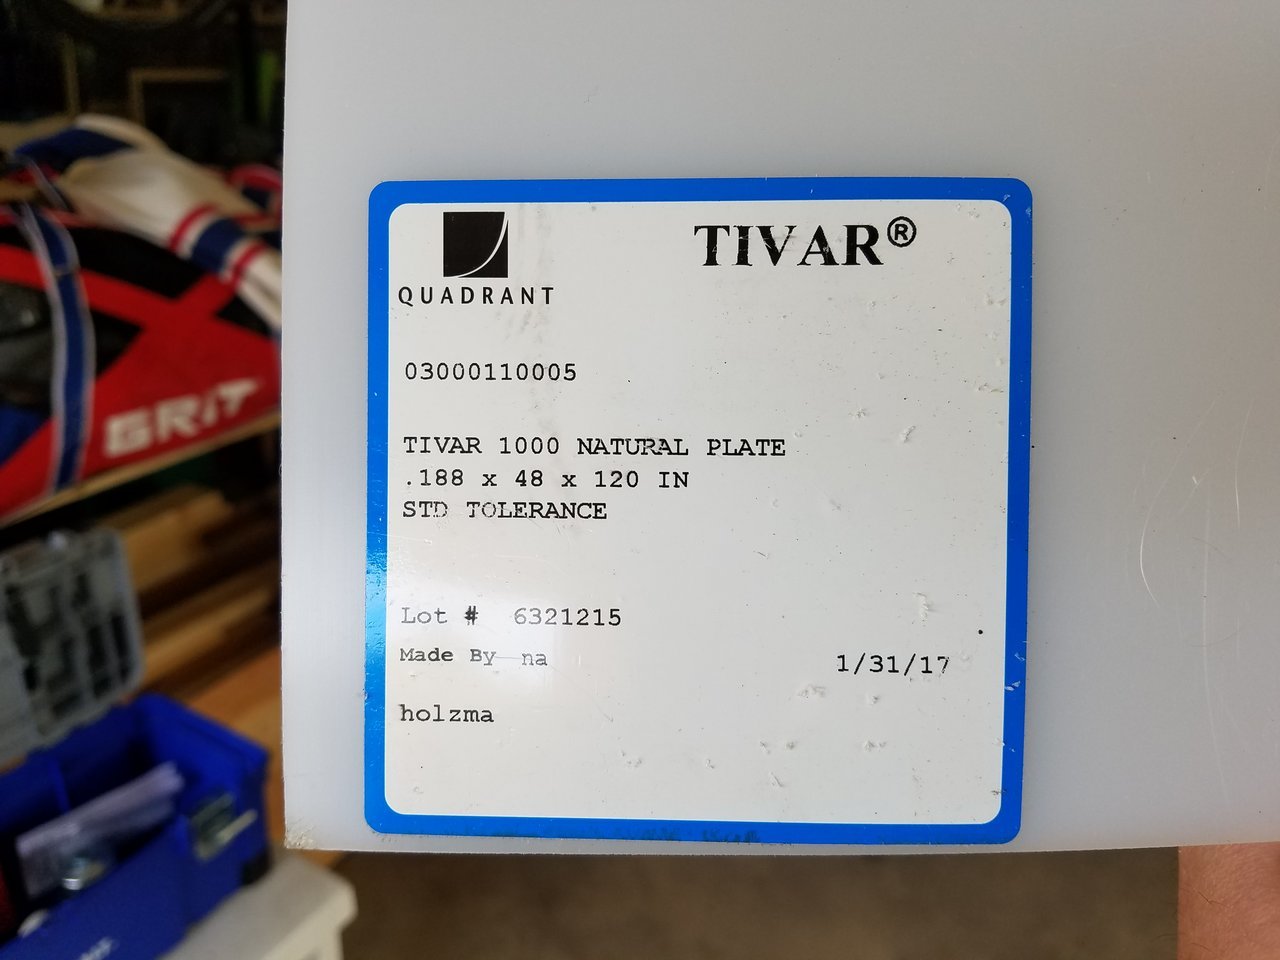 QUADRANT
TIVAR®
03000110005
TIVAR 1000 NATURAL PLATE
.188 x 48 x 120 IN
STD TOLERANCE
Lot # 6321215
Made By na
1/31/17
holzma
GRIT